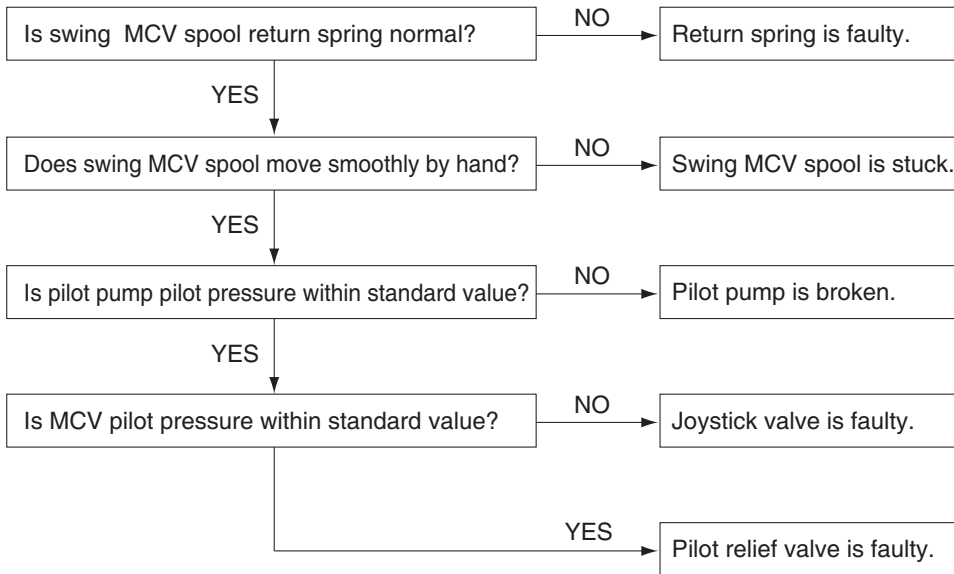 Is swing MCV spool return spring normal?
NO
Return spring is faulty.
YES
Does swing MCV spool move smoothly by hand?
NO
Swing MCV spool is stuck.
YES
Is pilot pump pilot pressure within standard value?
NO
Pilot pump is broken.
YES
Is MCV pilot pressure within standard value?
NO
Joystick valve is faulty.
YES
Pilot relief valve is faulty.